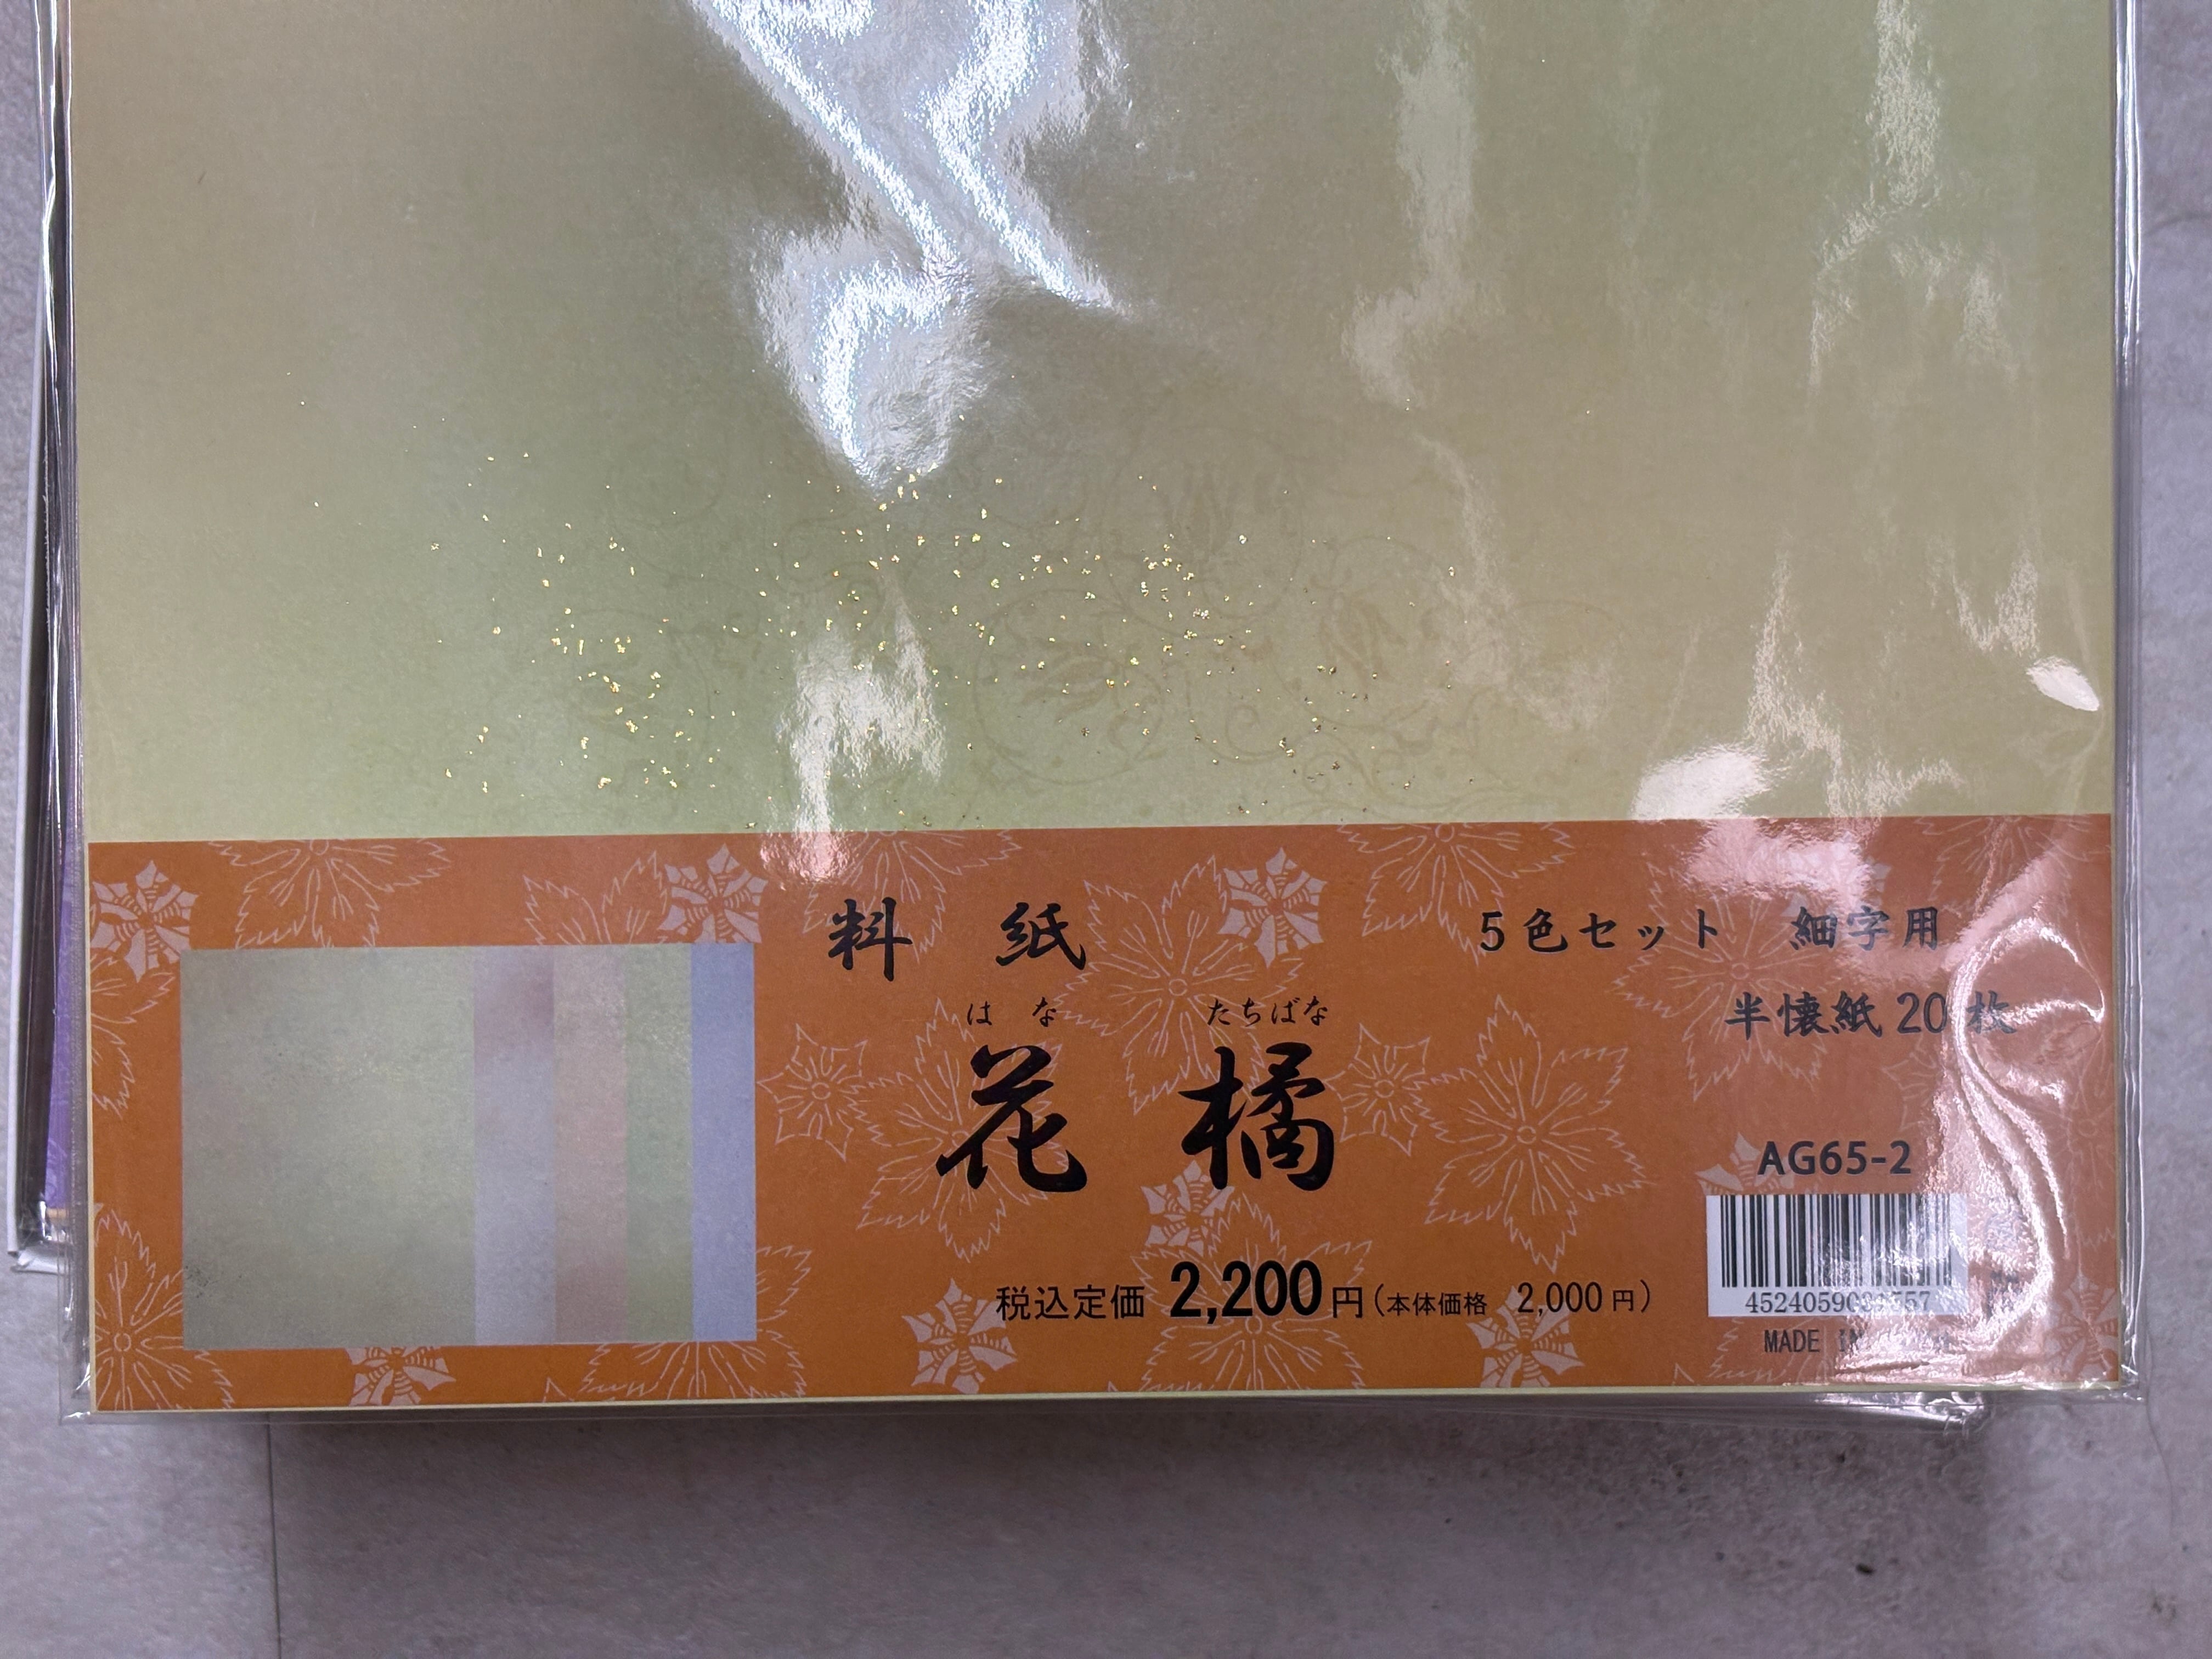 料紙
はな たちばな
花橘
5色セット 細字用
半懐紙20枚
AG65-2
税込定価 2,200円(本体価格 2,000円)
MADE IN